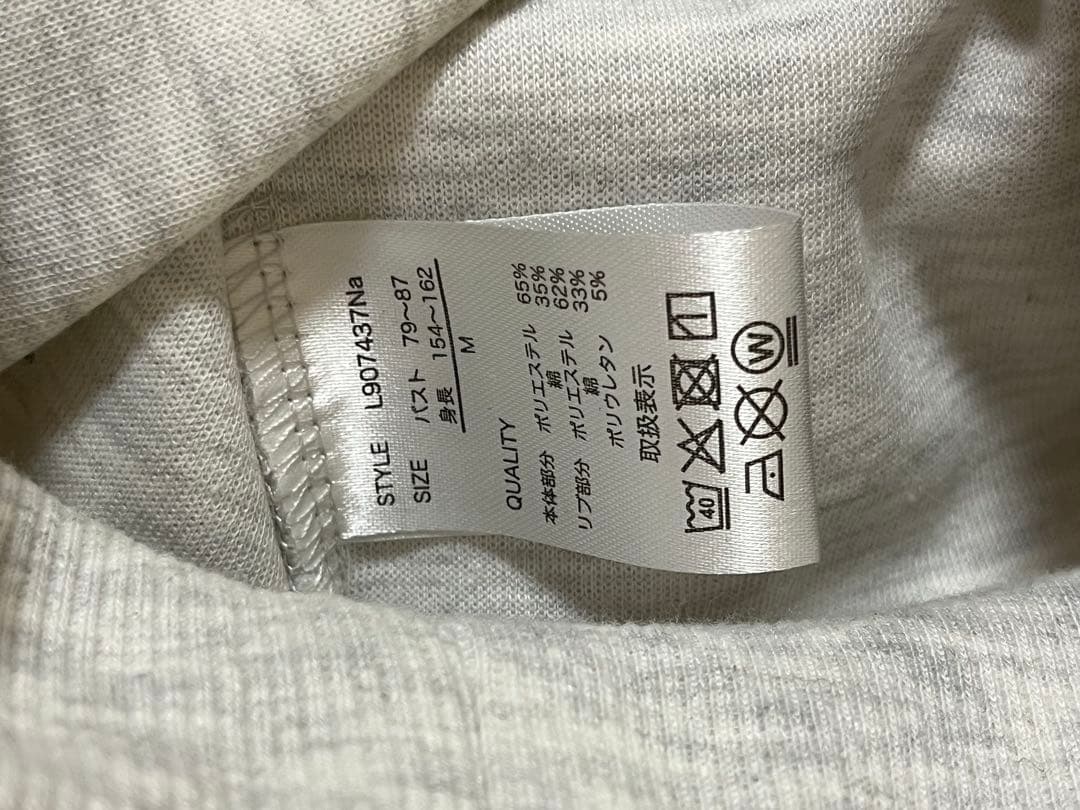 STYLE L907437Na
SIZE バスト 79〜87
身長 154〜162
M
QUALITY
本体部分 ポリエステル 65%
綿 35%
リブ部分 ポリエステル 62%
綿 33%
ポリウレタン 5%
取扱表示
40
W